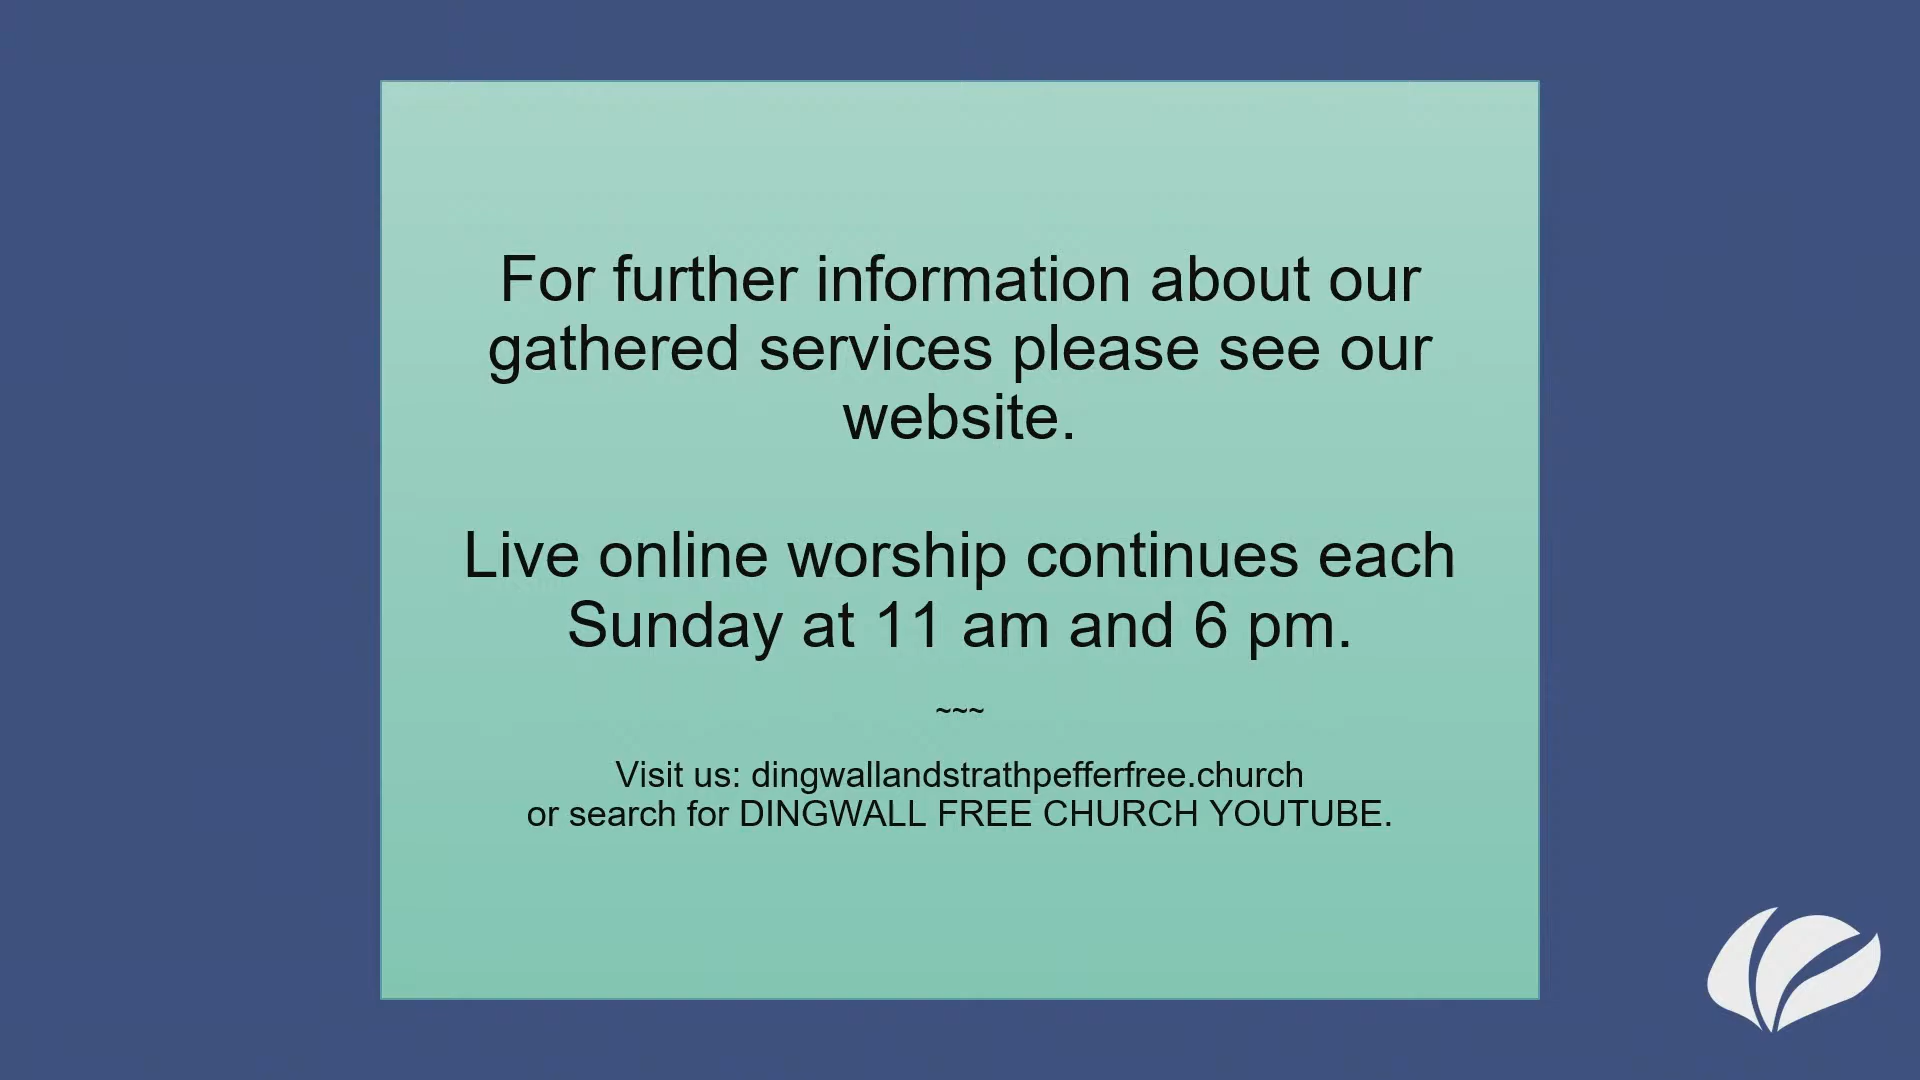 For further information about our
gathered services please see our
website.
Live online worship continues each
Sunday at 11 am and 6 pm.
~~~
Visit us: dingwallandstrathpefferfree.church
or search for DINGWALL FREE CHURCH YOUTUBE.